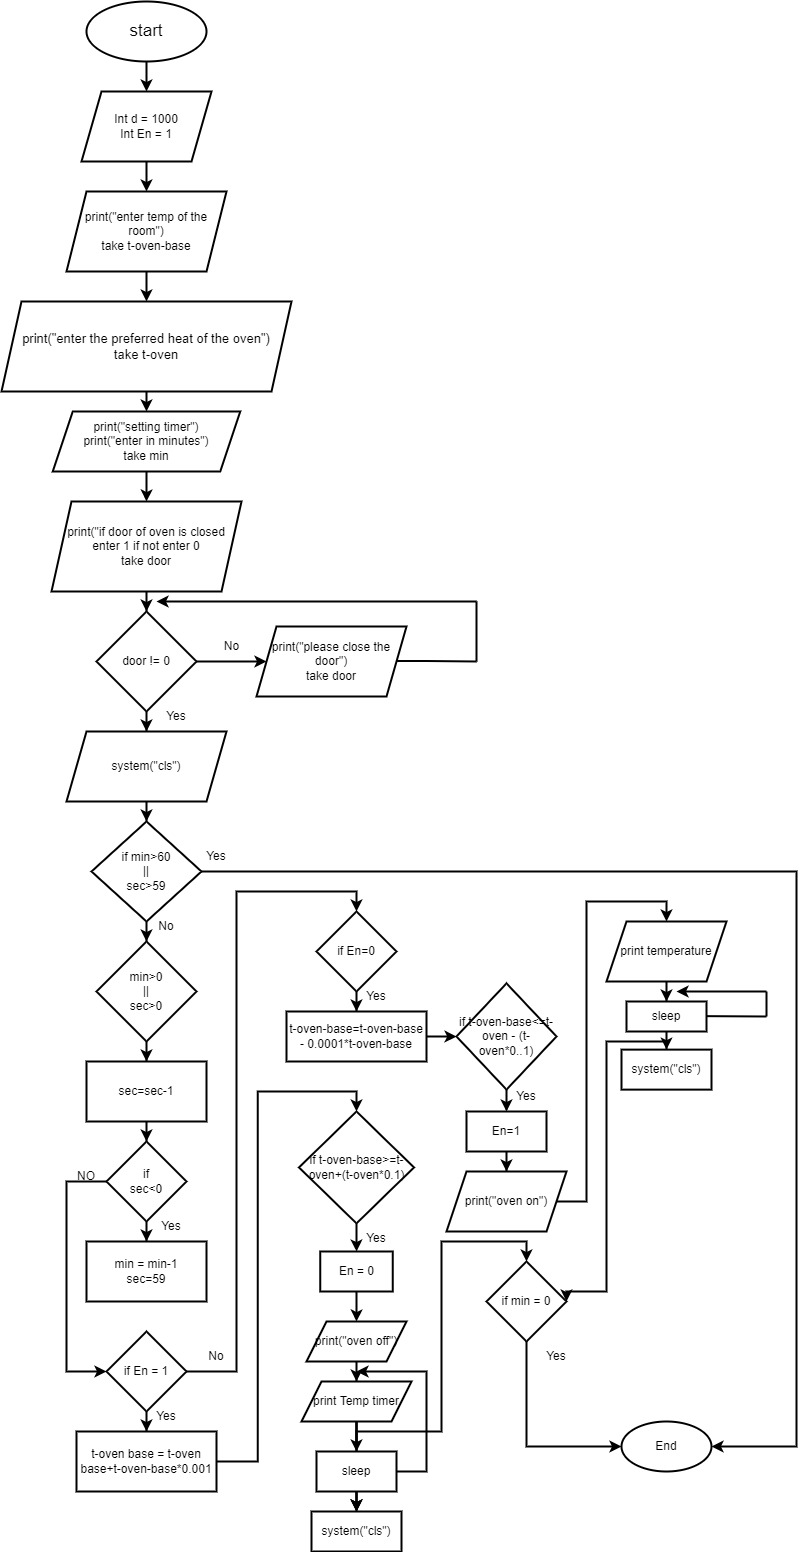 start
Int d = 1000
Int En = 1
print("enter temp of the
room")
take t-oven-base
print("enter the preferred heat of the oven")
take t-oven
print("setting timer")
print("enter in minutes")
take min
print("if door of oven is closed
enter 1 if not enter 0
take door
door != 0
No
print("please close the
door")
take door
Yes
system("cls")
if min>60
||
sec>59
Yes
No
min>0
||
sec>0
sec=sec-1
if
sec<0
NO
Yes
min = min-1
sec=59
if En = 1
No
Yes
t-oven base = t-oven
base+t-oven-base*0.001
if En=0
Yes
t-oven-base=t-oven-base
- 0.0001*t-oven-base
if t-oven-base<=t-
oven - (t-
oven*0..1)
Yes
En=1
print("oven on")
print temperature
sleep
system("cls")
if t-oven-base>=t-
oven+(t-oven*0.1)
Yes
En = 0
print("oven off")
print Temp timer
sleep
system("cls")
if min = 0
Yes
End